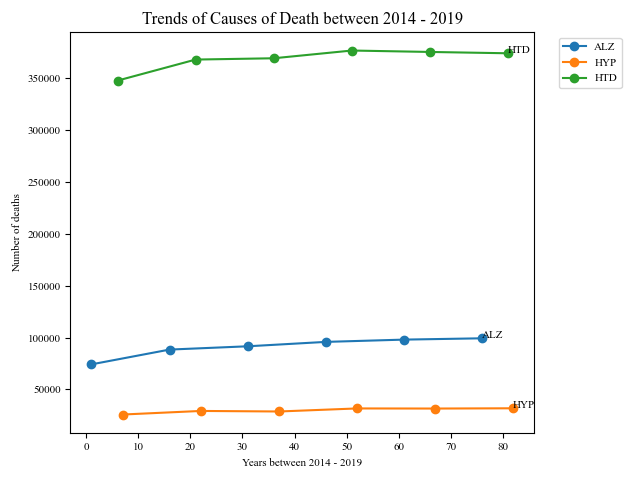 Trends of Causes of Death between 2014 - 2019
ALZ
HYP
HTD
HTD
ALZ
HYP
Number of deaths
350000
300000
250000
200000
150000
100000
50000
0 10 20 30 40 50 60 70 80
Years between 2014 - 2019